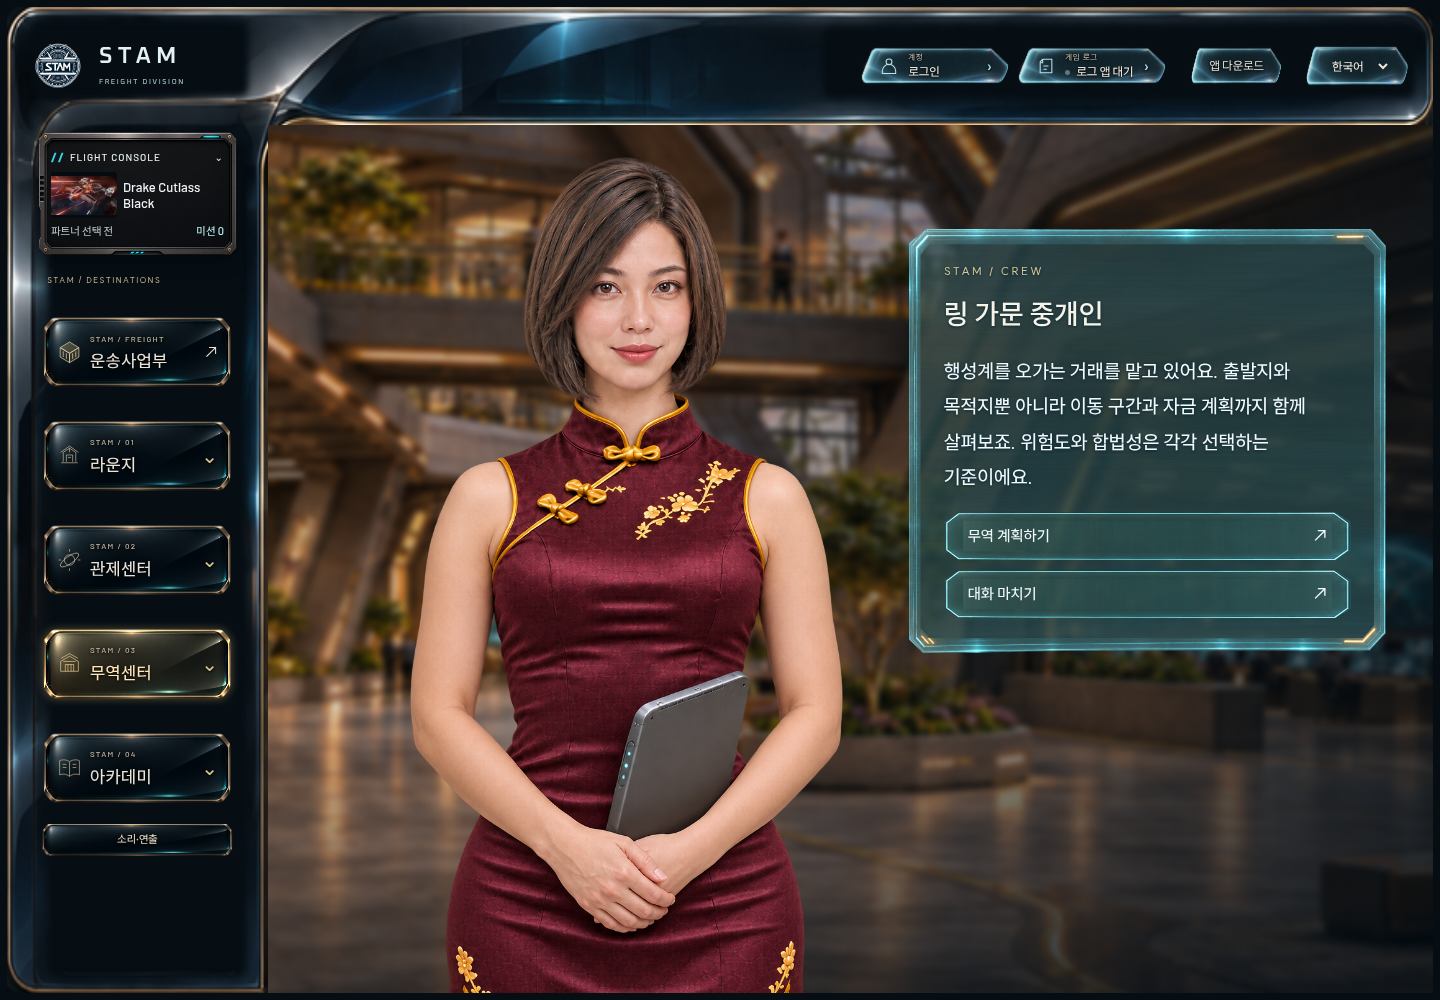 STAM
STAM
FREIGHT DIVISION
계정
로그인
게임 로그
로그 앱 대기
앱 다운로드
한국어
// FLIGHT CONSOLE
Drake Cutlass
Black
파트너 선택 전
미션 0
STAM / DESTINATIONS
STAM / FREIGHT
운송사업부
STAM / 01
라운지
STAM / 02
관제센터
STAM / 03
무역센터
STAM / 04
아카데미
소리·연출
STAM / CREW
링 가문 중개인
행성계를 오가는 거래를 맡고 있어요. 출발지와
목적지뿐 아니라 이동 구간과 자금 계획까지 함께
살펴보죠. 위험도와 합법성은 각각 선택하는
기준이에요.
무역 계획하기
대화 마치기